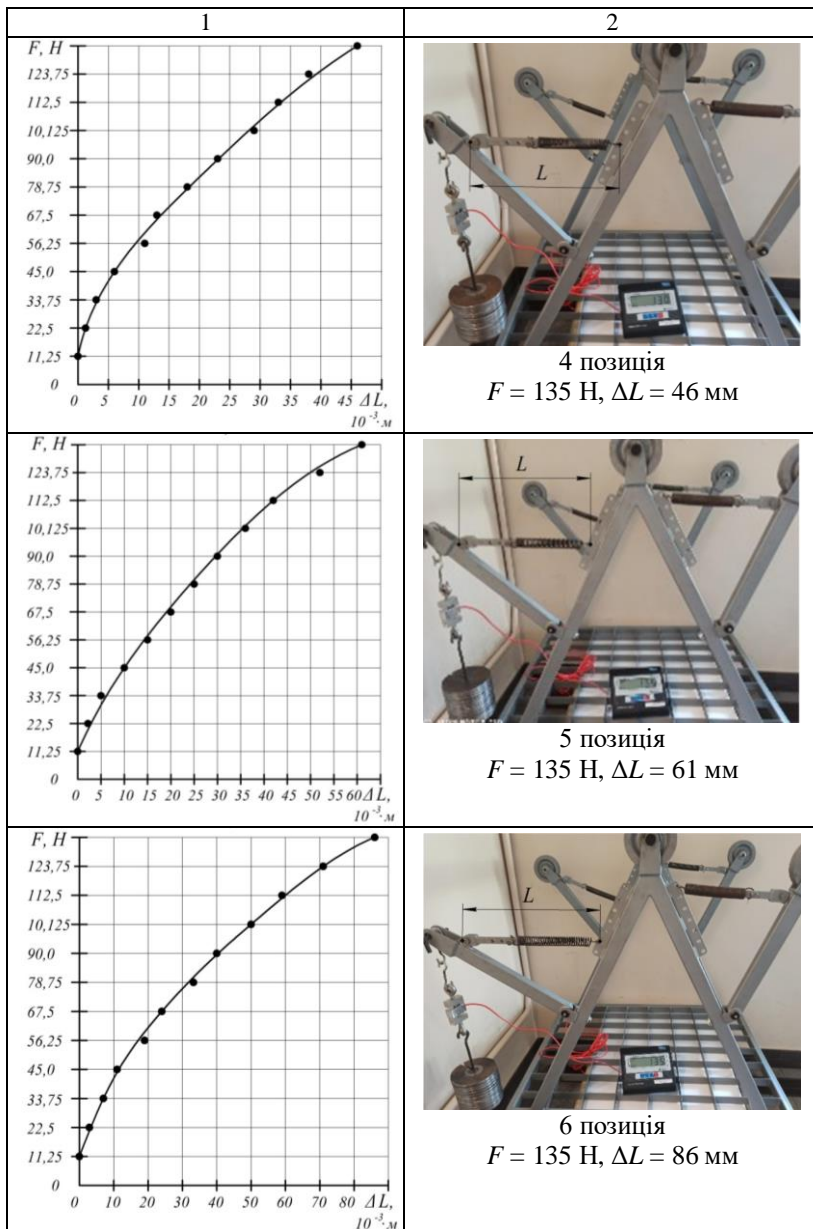 1
2
F, H
123,75
112,5
10,125
90,0
78,75
67,5
56,25
45,0
33,75
22,5
11,25
0
0 5 10 15 20 25 30 35 40 45 ΔL,
10⁻³·м
L
4 позиція
F = 135 Н, ΔL = 46 мм
F, H
123,75
112,5
10,125
90,0
78,75
67,5
56,25
45,0
33,75
22,5
11,25
0
0 5 10 15 20 25 30 35 40 45 50 55 60 ΔL,
10⁻³·м
L
5 позиція
F = 135 Н, ΔL = 61 мм
F, H
123,75
112,5
10,125
90,0
78,75
67,5
56,25
45,0
33,75
22,5
11,25
0
0 10 20 30 40 50 60 70 80 ΔL,
10⁻³·м
L
6 позиція
F = 135 Н, ΔL = 86 мм